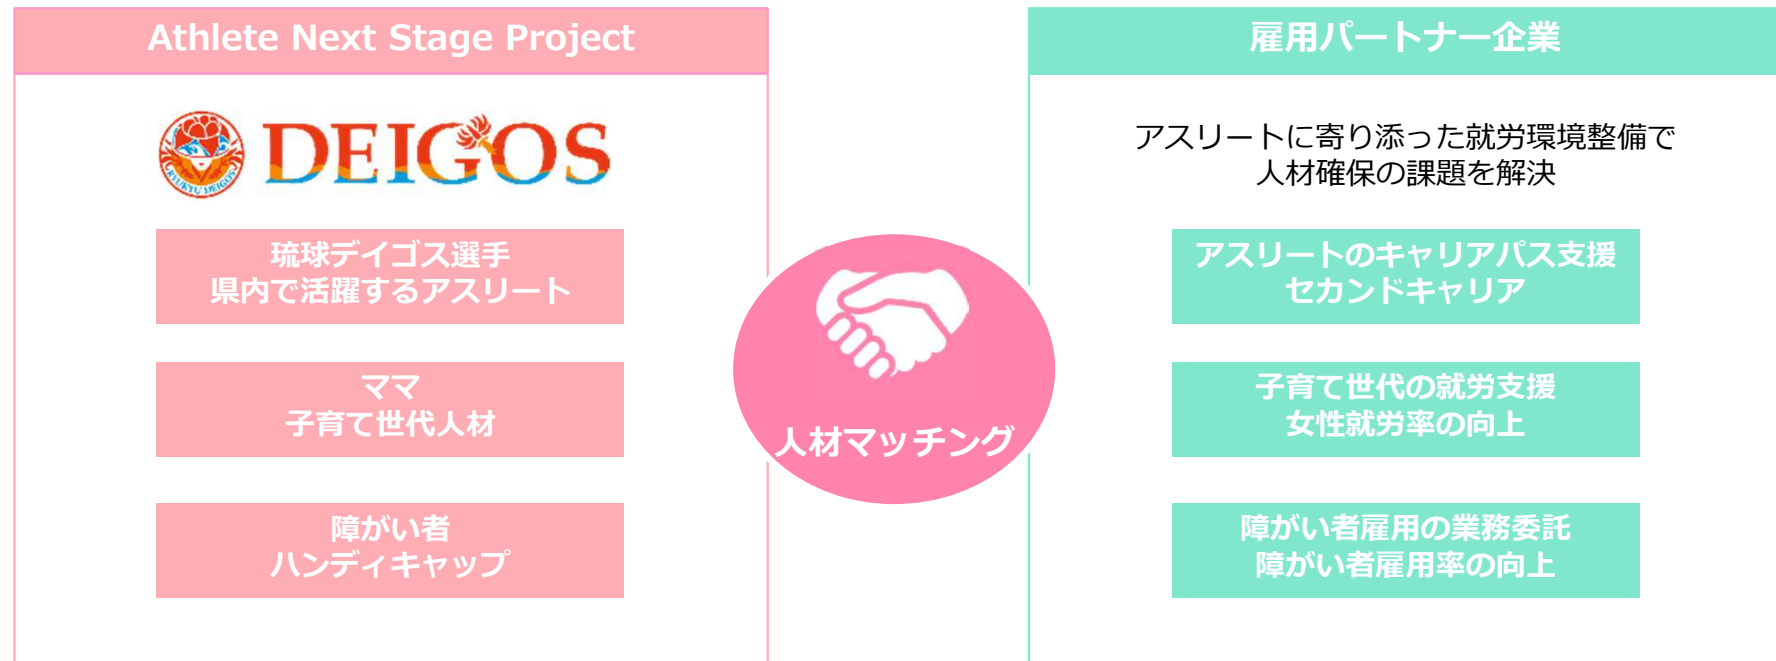 Athlete Next Stage Project
DEIGOS
RYUKYU DEIGOS
琉球デイゴス選手
県内で活躍するアスリート
ママ
子育て世代人材
障がい者
ハンディキャップ
人材マッチング
雇用パートナー企業
アスリートに寄り添った就労環境整備で
人材確保の課題を解決
アスリートのキャリアパス支援
セカンドキャリア
子育て世代の就労支援
女性就労率の向上
障がい者雇用の業務委託
障がい者雇用率の向上